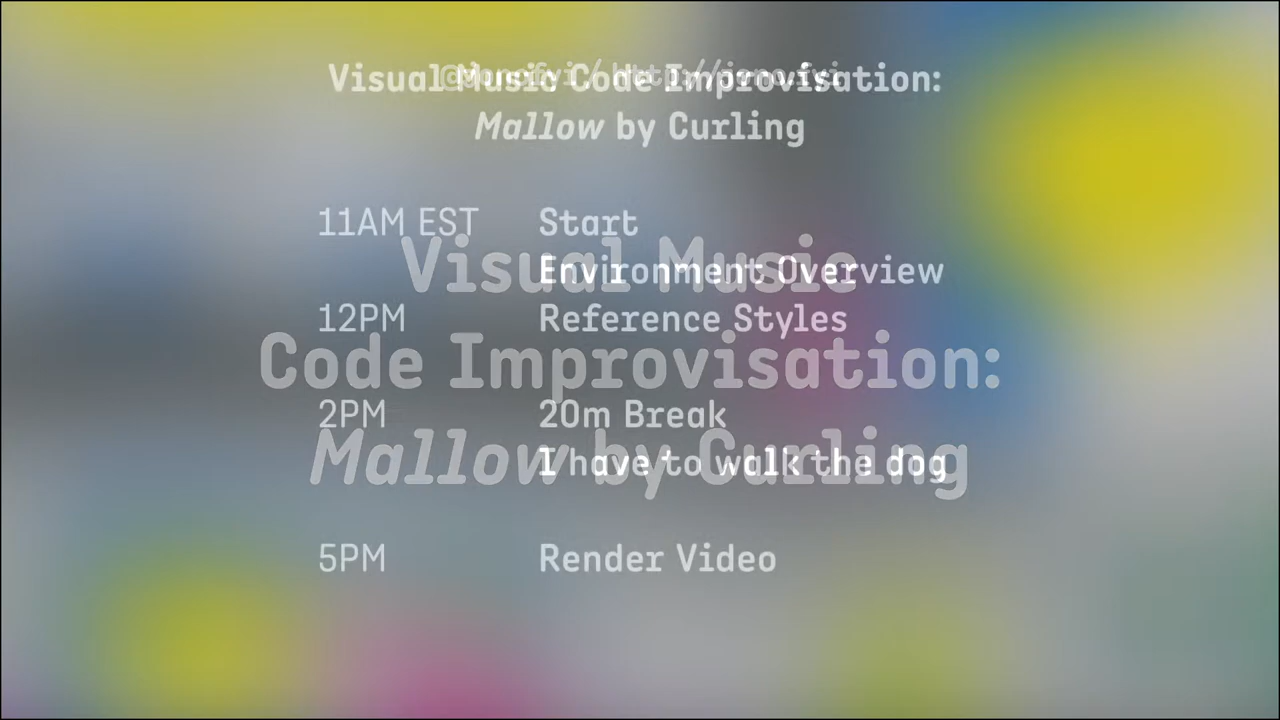 Visual Music Code Improvisation:
Mallow by Curling
11AM EST Start
Environment Overview
12PM Reference Styles
2PM 20m Break
I have to walk the dog
5PM Render Video
Visual Music
Code Improvisation:
Mallow by Curling